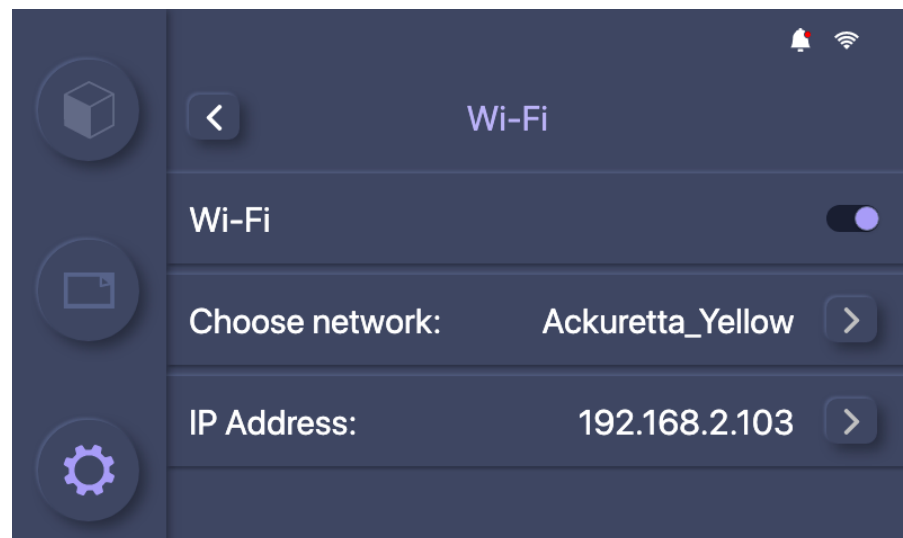 Wi-Fi
Wi-Fi
Choose network: Ackuretta_Yellow
IP Address: 192.168.2.103